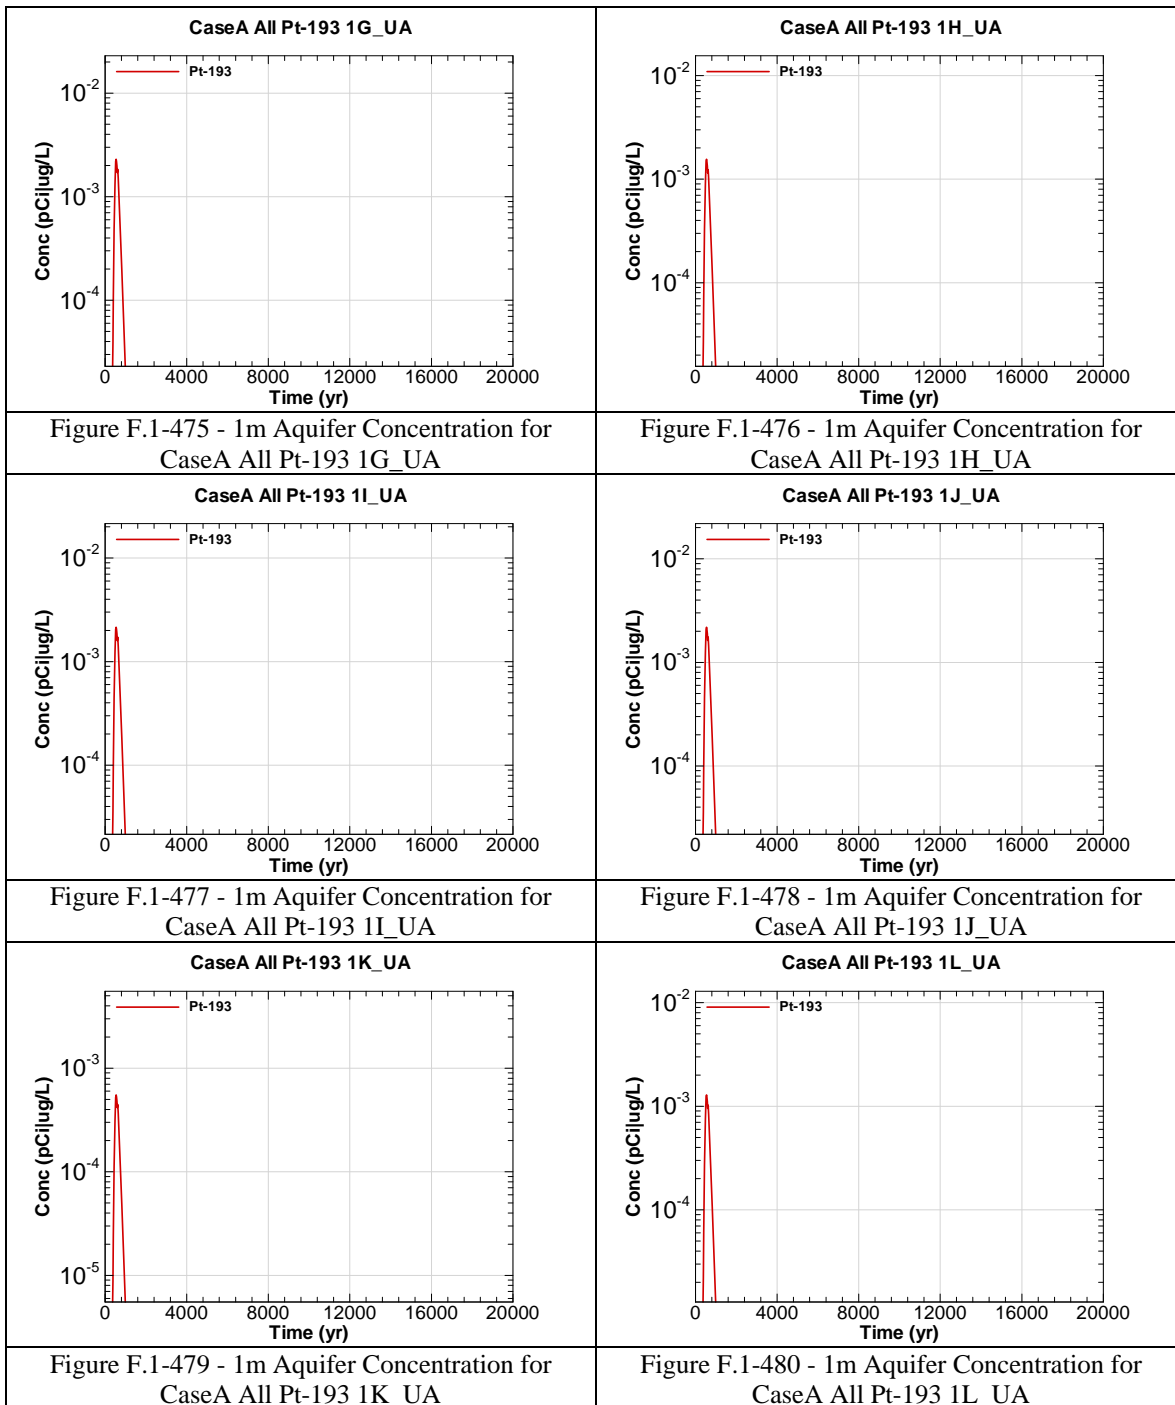 CaseA All Pt-193 1G_UA
Pt-193
10-2
10-3
10-4
Conc (pCi|ug/L)
0 4000 8000 12000 16000 20000
Time (yr)
Figure F.1-475 - 1m Aquifer Concentration for
CaseA All Pt-193 1G_UA
CaseA All Pt-193 1H_UA
Pt-193
10-2
10-3
10-4
Conc (pCi|ug/L)
0 4000 8000 12000 16000 20000
Time (yr)
Figure F.1-476 - 1m Aquifer Concentration for
CaseA All Pt-193 1H_UA
CaseA All Pt-193 1I_UA
Pt-193
10-2
10-3
10-4
Conc (pCi|ug/L)
0 4000 8000 12000 16000 20000
Time (yr)
Figure F.1-477 - 1m Aquifer Concentration for
CaseA All Pt-193 1I_UA
CaseA All Pt-193 1J_UA
Pt-193
10-2
10-3
10-4
Conc (pCi|ug/L)
0 4000 8000 12000 16000 20000
Time (yr)
Figure F.1-478 - 1m Aquifer Concentration for
CaseA All Pt-193 1J_UA
CaseA All Pt-193 1K_UA
Pt-193
10-3
10-4
10-5
Conc (pCi|ug/L)
0 4000 8000 12000 16000 20000
Time (yr)
Figure F.1-479 - 1m Aquifer Concentration for
CaseA All Pt-193 1K_UA
CaseA All Pt-193 1L_UA
Pt-193
10-2
10-3
10-4
Conc (pCi|ug/L)
0 4000 8000 12000 16000 20000
Time (yr)
Figure F.1-480 - 1m Aquifer Concentration for
CaseA All Pt-193 1L_UA